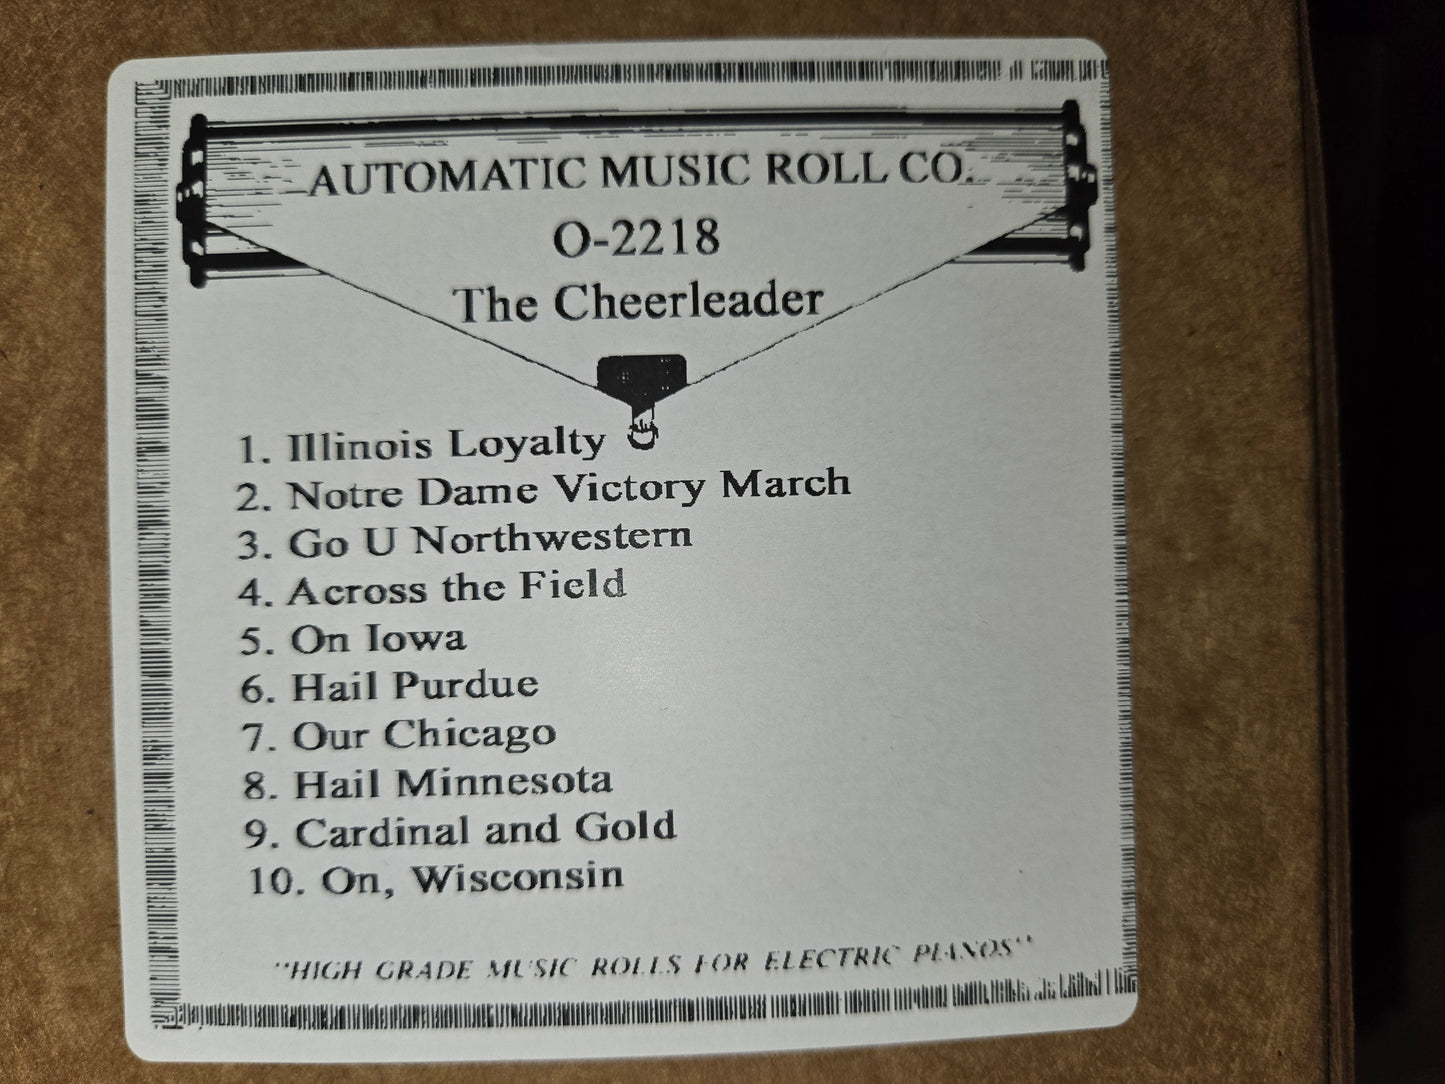 AUTOMATIC MUSIC ROLL CO.
O-2218
The Cheerleader
1. Illinois Loyalty
2. Notre Dame Victory March
3. Go U Northwestern
4. Across the Field
5. On Iowa
6. Hail Purdue
7. Our Chicago
8. Hail Minnesota
9. Cardinal and Gold
10. On, Wisconsin
"HIGH GRADE MUSIC ROLLS FOR ELECTRIC PIANOS"